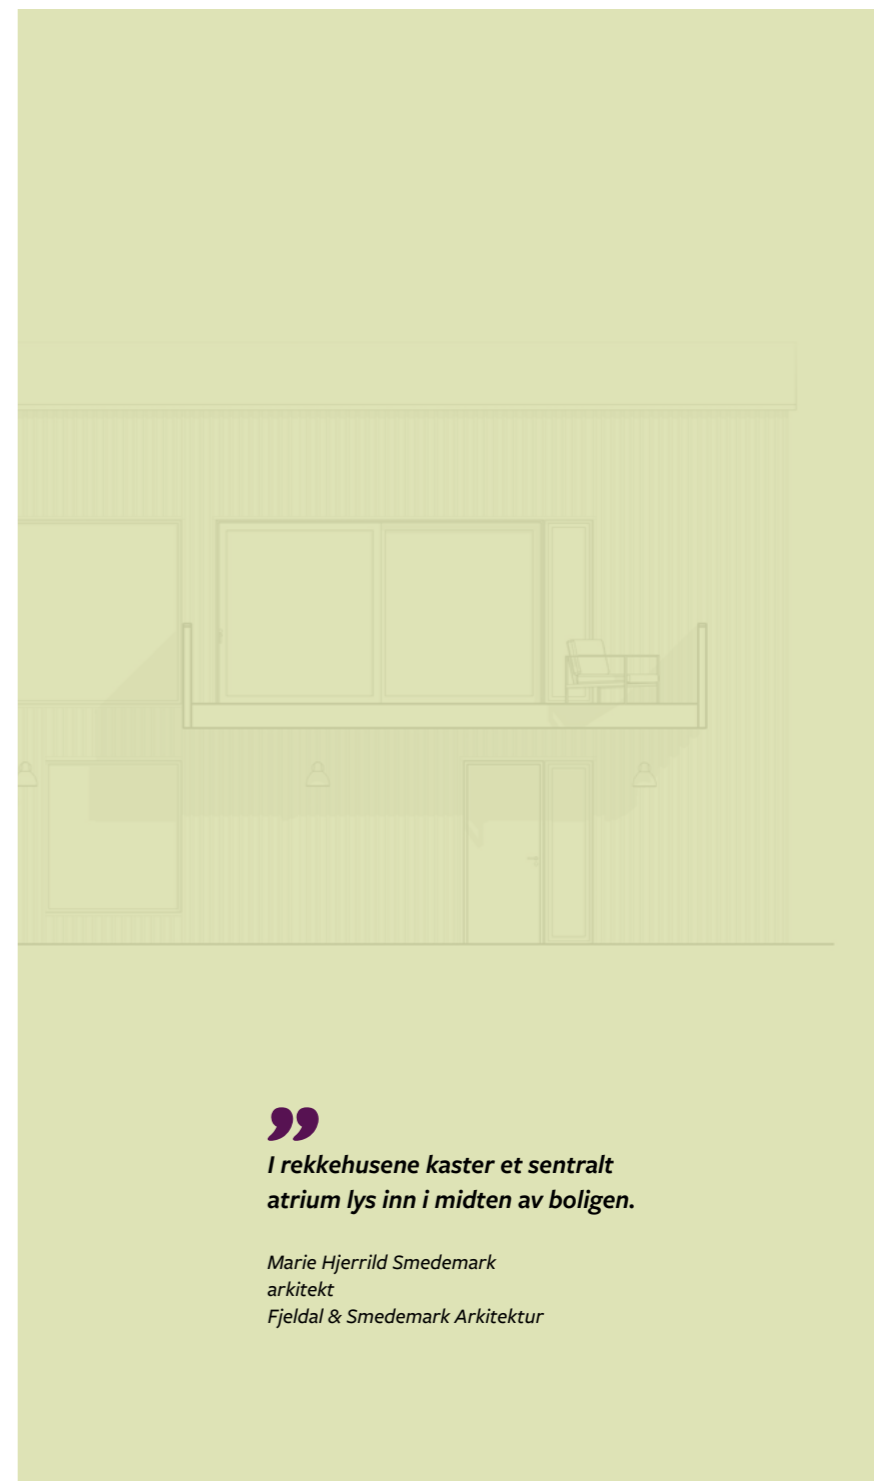 ”
I rekkehusene kaster et sentralt
atrium lys inn i midten av boligen.
Marie Hjerrild Smedemark
arkitekt
Fjeldal & Smedemark Arkitektur